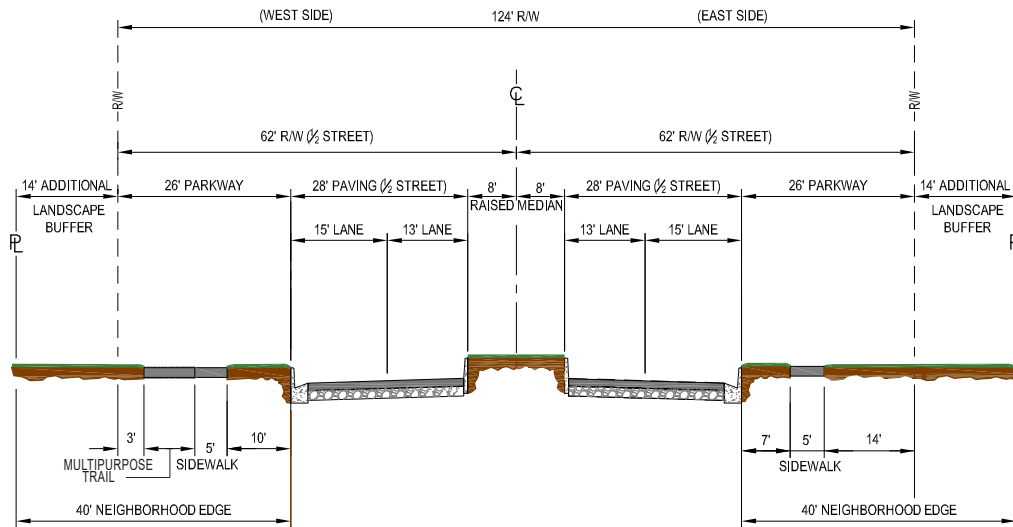 (WEST SIDE)
124' R/W
(EAST SIDE)
R/W
℄
R/W
62' R/W (½ STREET)
62' R/W (½ STREET)
14' ADDITIONAL
LANDSCAPE
BUFFER
26' PARKWAY
28' PAVING (½ STREET)
8'
8'
RAISED MEDIAN
28' PAVING (½ STREET)
26' PARKWAY
14' ADDITIONAL
LANDSCAPE
BUFFER
PL
15' LANE
13' LANE
13' LANE
15' LANE
3'
5'
10'
MULTIPURPOSE
TRAIL
SIDEWALK
7'
5'
14'
SIDEWALK
40' NEIGHBORHOOD EDGE
40' NEIGHBORHOOD EDGE